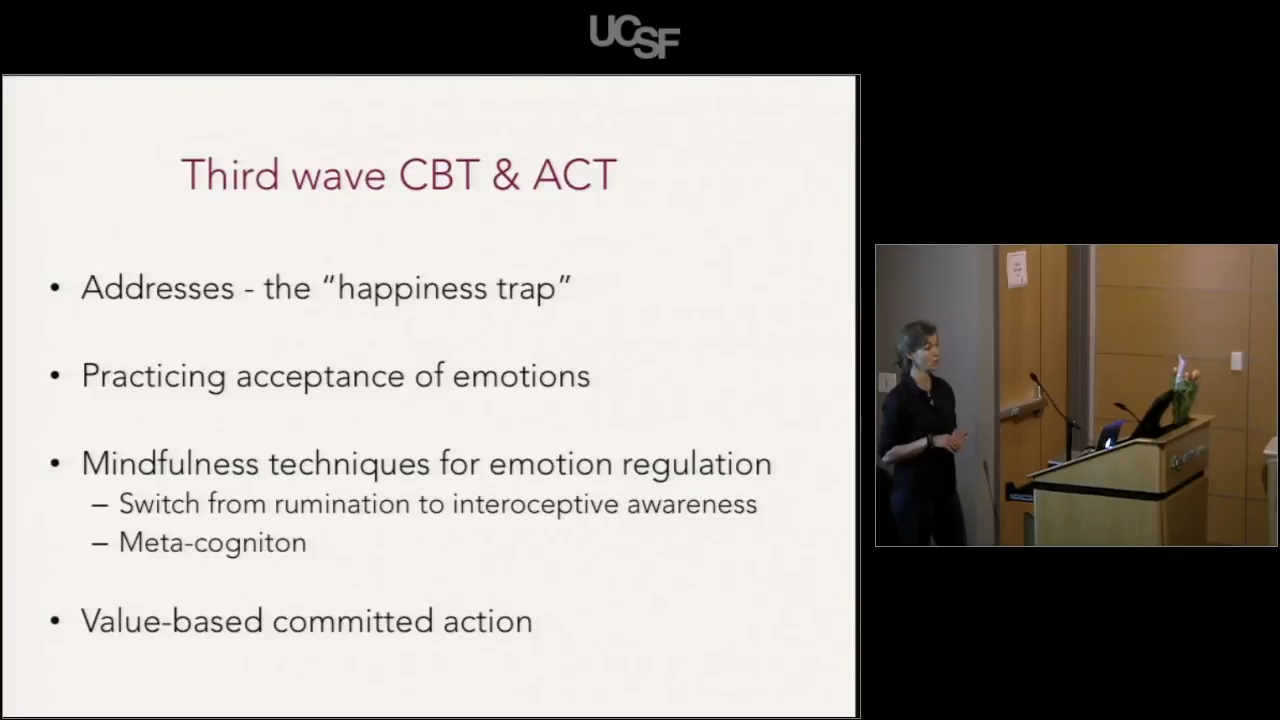 UCSF
Third wave CBT & ACT
• Addresses - the “happiness trap”
• Practicing acceptance of emotions
• Mindfulness techniques for emotion regulation
– Switch from rumination to interoceptive awareness
– Meta-cogniton
• Value-based committed action